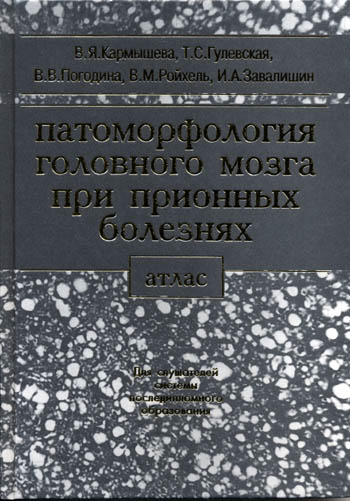 В.Я.Кармышева, Т.С.Гулевская,
В.В.Погодина, В.М.Ройхель, И.А.Завалишин
патоморфология
головного мозга
при прионных
болезнях
атлас
Для слушателей
системы
последипломного
образования